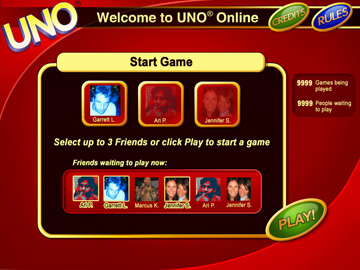 UNO
Welcome to UNO® Online
CREDITS
RULES
Start Game
Garrett L.
Ari P.
Jennifer S.
9999 Games being played
9999 People waiting to play
Select up to 3 Friends or click Play to start a game
Friends waiting to play now:
Ari P.
Garrett L.
Marcus K.
Jennifer S.
Ari P.
Jennifer S.
PLAY!